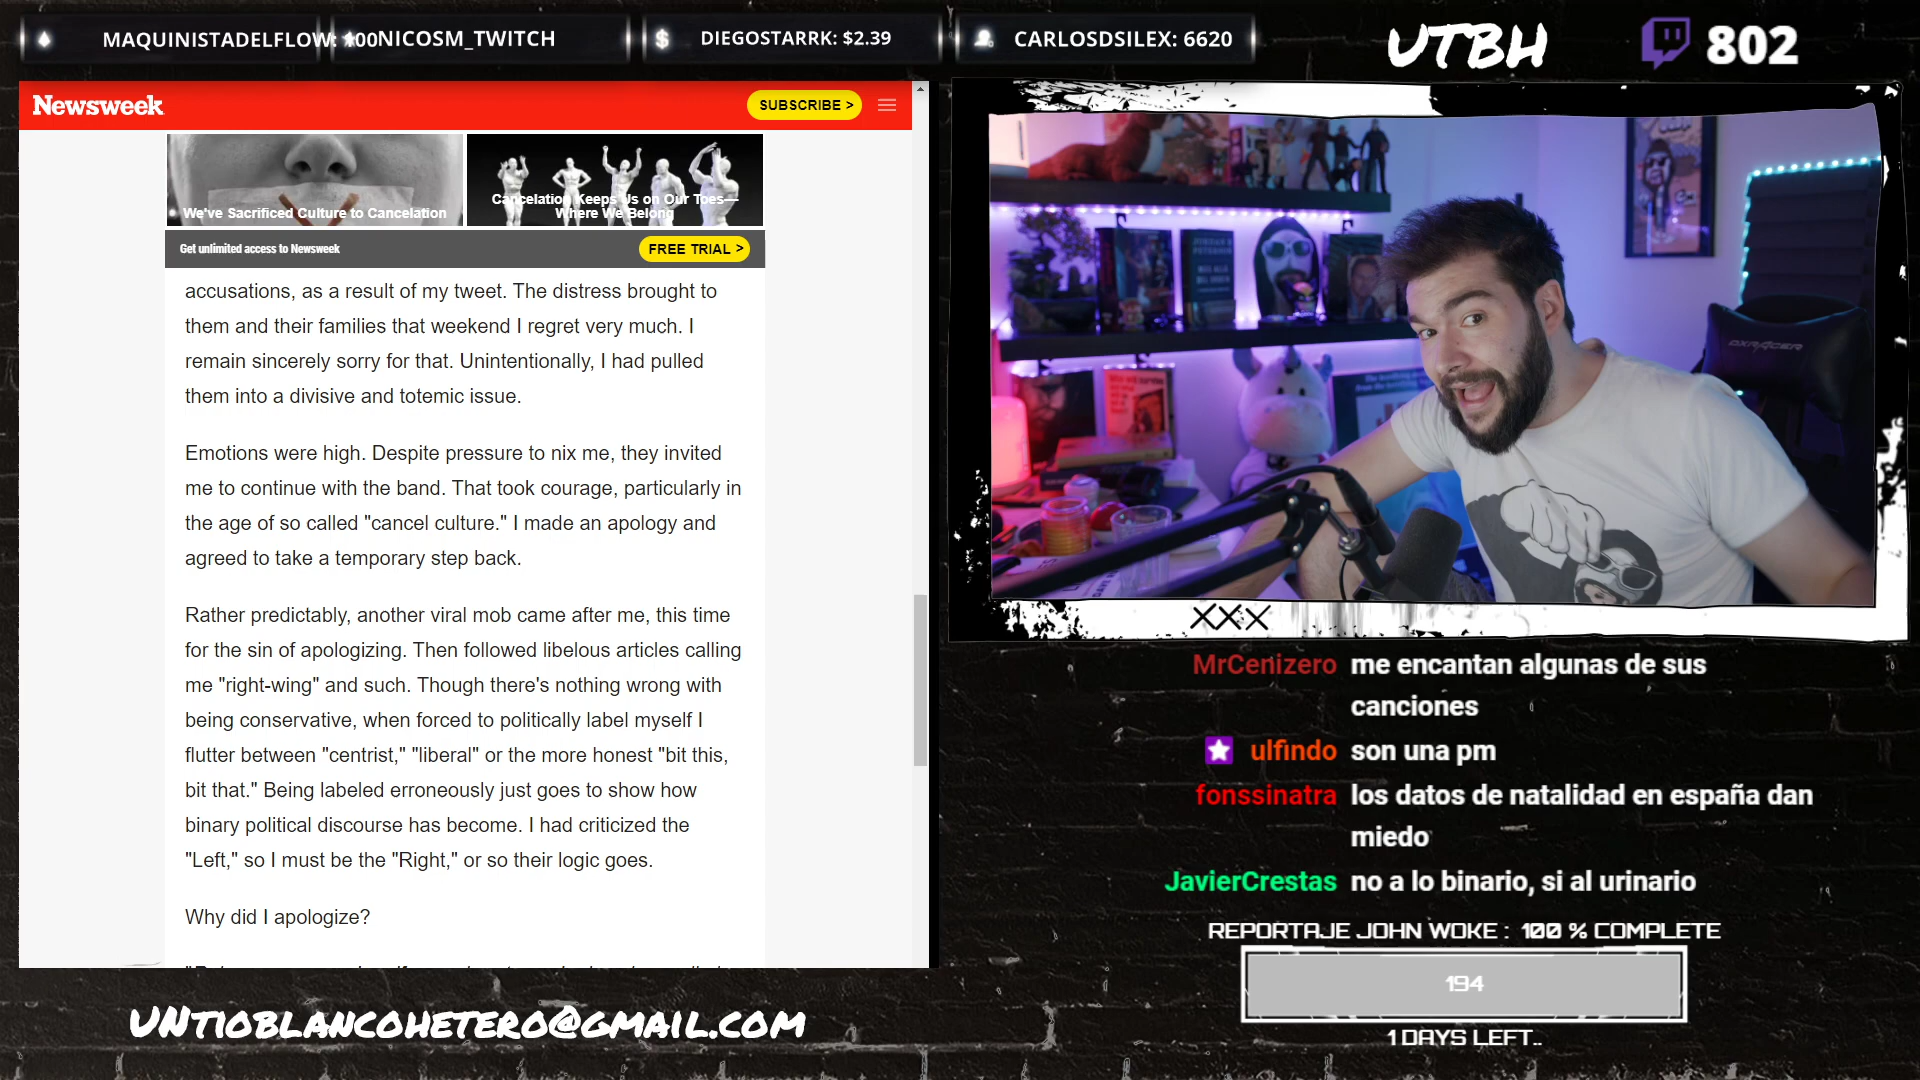 MAQUINISTADELFLOW: 100
NICOSM_TWITCH
DIEGOSTARRK: $2.39
CARLOSDSILEX: 6620
UTBH
802
Newsweek
SUBSCRIBE >
We've Sacrificed Culture to Cancelation
Cancelation Keeps Us on Our Toes—
Where We Belong
Get unlimited access to Newsweek
FREE TRIAL >
accusations, as a result of my tweet. The distress brought to
them and their families that weekend I regret very much. I
remain sincerely sorry for that. Unintentionally, I had pulled
them into a divisive and totemic issue.
Emotions were high. Despite pressure to nix me, they invited
me to continue with the band. That took courage, particularly in
the age of so called "cancel culture." I made an apology and
agreed to take a temporary step back.
Rather predictably, another viral mob came after me, this time
for the sin of apologizing. Then followed libelous articles calling
me "right-wing" and such. Though there's nothing wrong with
being conservative, when forced to politically label myself I
flutter between "centrist," "liberal" or the more honest "bit this,
bit that." Being labeled erroneously just goes to show how
binary political discourse has become. I had criticized the
"Left," so I must be the "Right," or so their logic goes.
Why did I apologize?
DXRACER
XXX
MrCenizero me encantan algunas de sus
canciones
ulfindo son una pm
fonssinatra los datos de natalidad en españa dan
miedo
JavierCrestas no a lo binario, si al urinario
REPORTAJE JOHN WOKE : 100 % COMPLETE
194
1 DAYS LEFT..
UNTIOBLANCOHETERO@GMAIL.COM